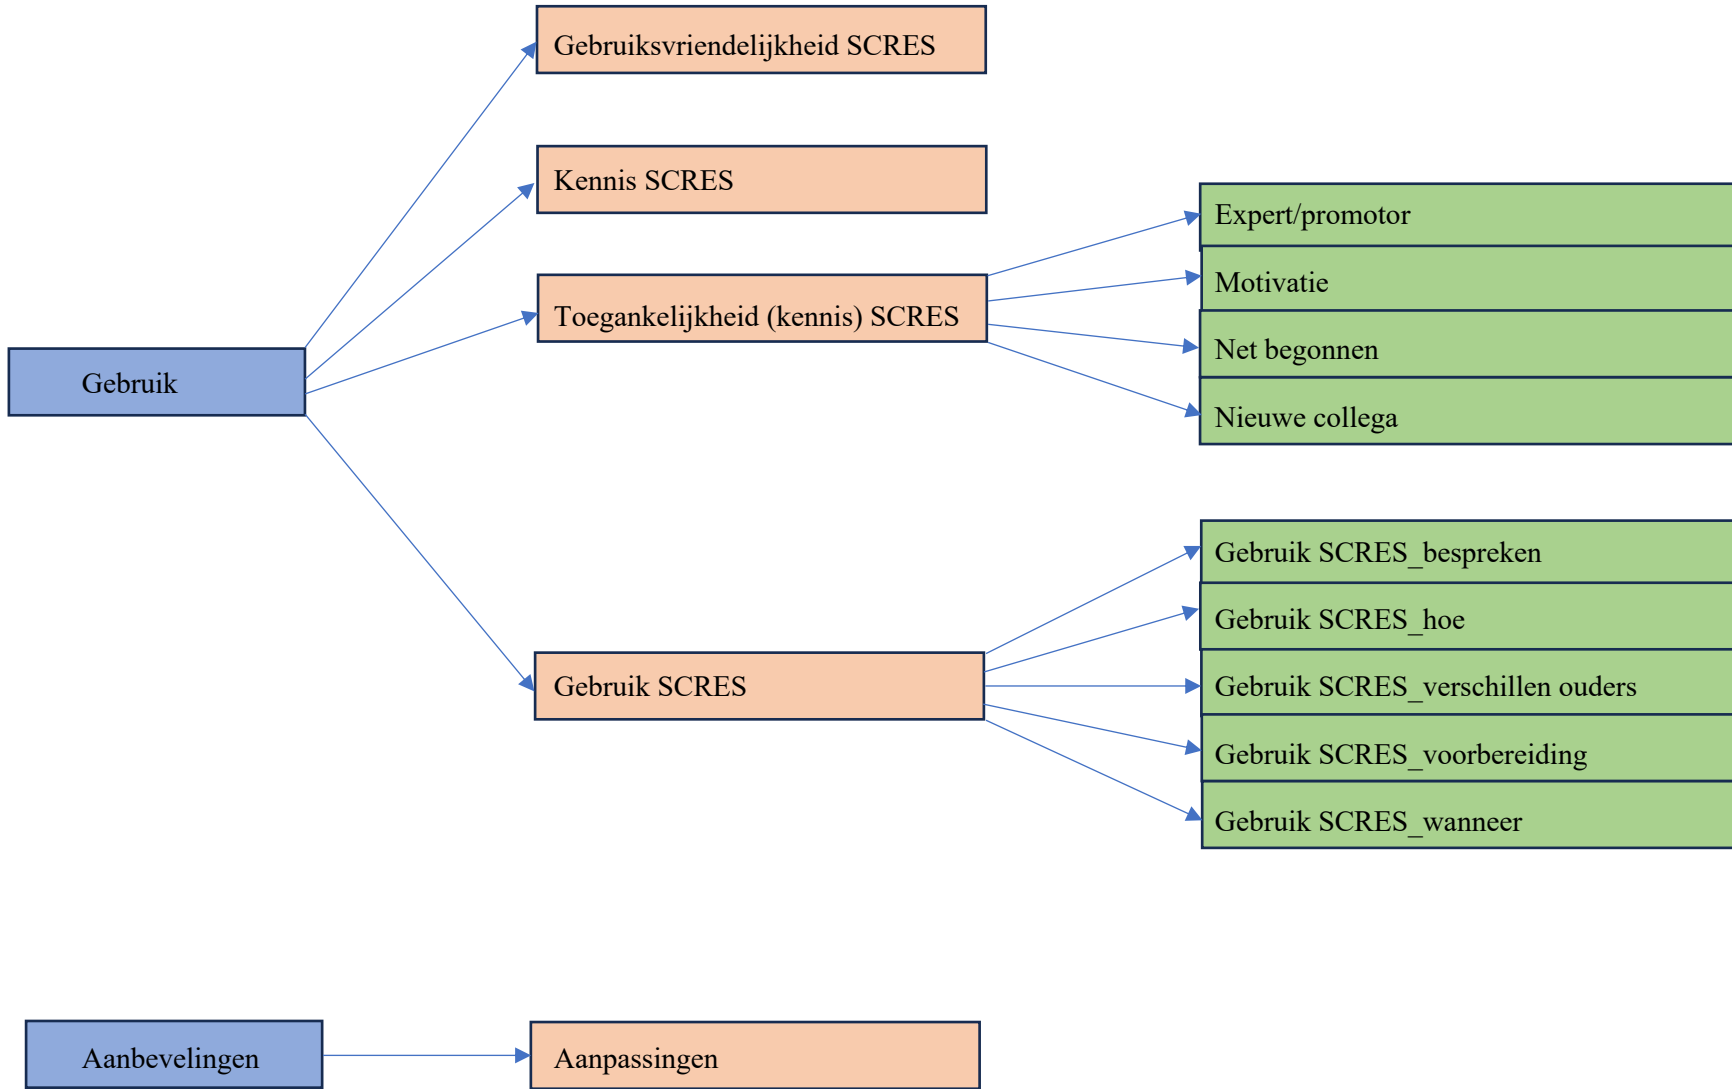 Gebruiksvriendelijkheid SCRES
Kennis SCRES
Expert/promotor
Motivatie
Toegankelijkheid (kennis) SCRES
Net begonnen
Gebruik
Nieuwe collega
Gebruik SCRES_bespreken
Gebruik SCRES_hoe
Gebruik SCRES
Gebruik SCRES_verschillen ouders
Gebruik SCRES_voorbereiding
Gebruik SCRES_wanneer
Aanbevelingen
Aanpassingen